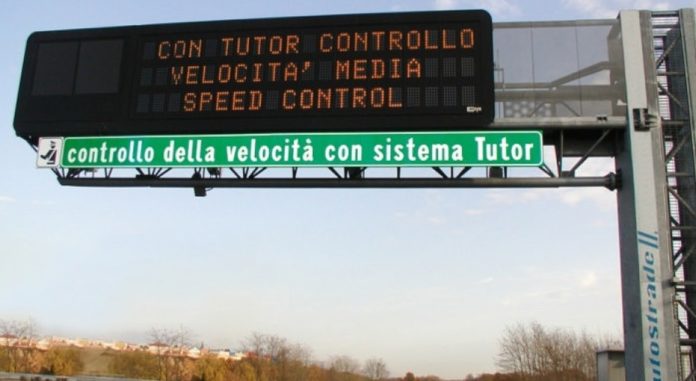 CON TUTOR CONTROLLO
VELOCITA' MEDIA
SPEED CONTROL
controllo della velocità con sistema Tutor
utostrade